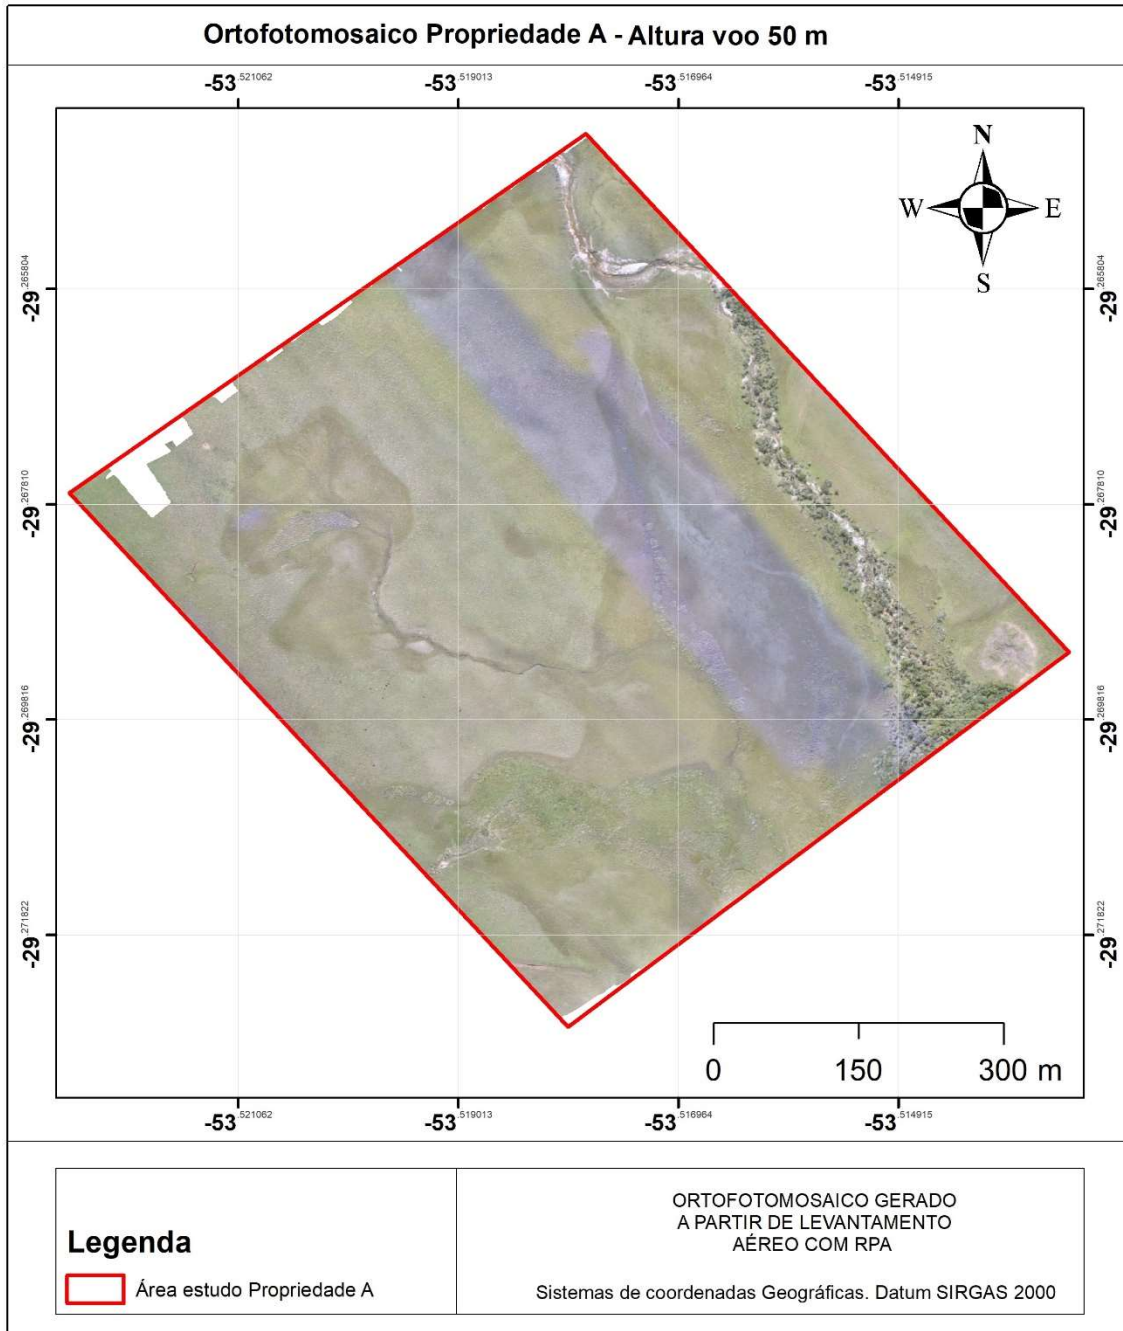 Ortofotomosaico Propriedade A - Altura voo 50 m
-53.521062 -53.519013 -53.516964 -53.514915
N
W E
S
-29.265804 -29.265804
-29.267810 -29.267810
-29.269816 -29.269816
-29.271822 -29.271822
0 150 300 m
-53.521062 -53.519013 -53.516964 -53.514915
Legenda
Área estudo Propriedade A
ORTOFOTOMOSAICO GERADO
A PARTIR DE LEVANTAMENTO
AÉREO COM RPA
Sistemas de coordenadas Geográficas. Datum SIRGAS 2000